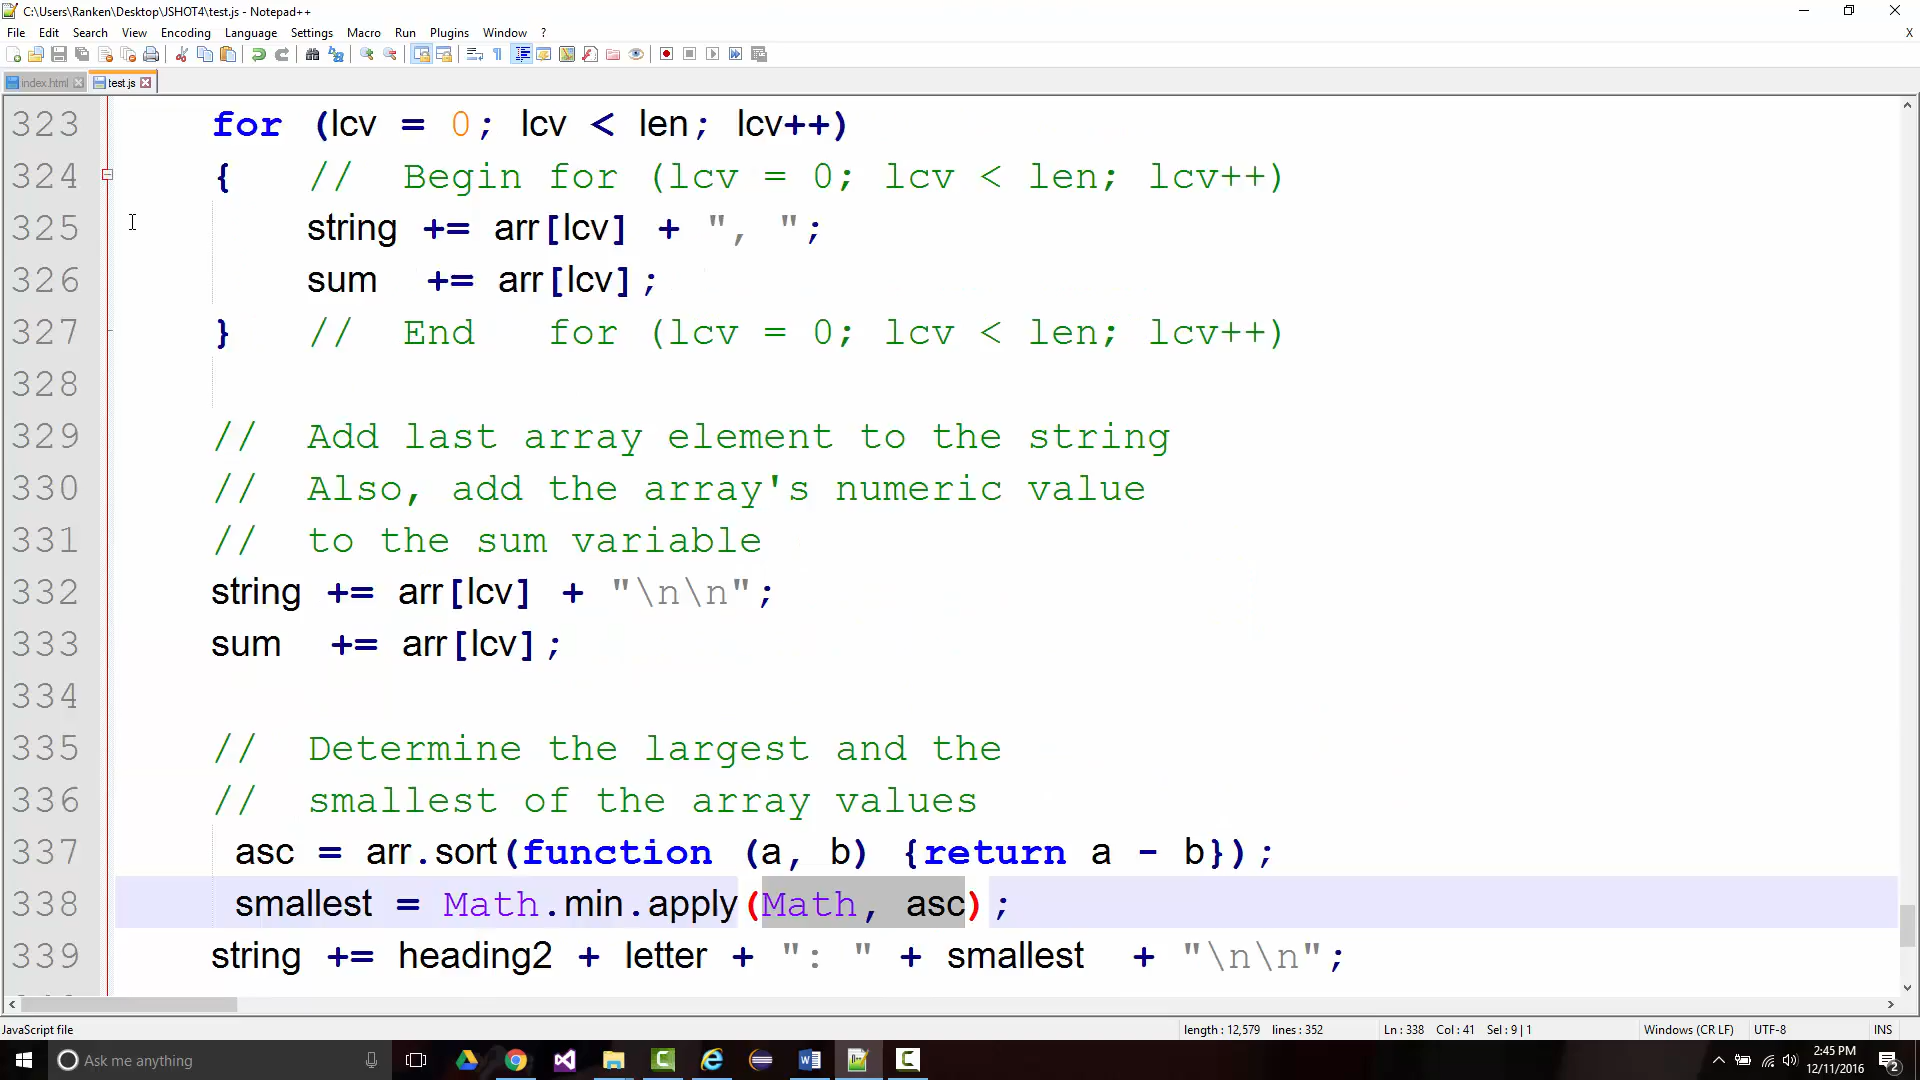 C:\Users\Ranken\Desktop\JSHOT4\test.js - Notepad++
File Edit Search View Encoding Language Settings Macro Run Plugins Window ? X
index.html test.js
323 for (lcv = 0; lcv < len; lcv++)
324 { // Begin for (lcv = 0; lcv < len; lcv++)
325 string += arr[lcv] + ", ";
326 sum += arr[lcv];
327 } // End for (lcv = 0; lcv < len; lcv++)
328
329 // Add last array element to the string
330 // Also, add the array's numeric value
331 // to the sum variable
332 string += arr[lcv] + "\n\n";
333 sum += arr[lcv];
334
335 // Determine the largest and the
336 // smallest of the array values
337 asc = arr.sort(function (a, b) {return a - b});
338 smallest = Math.min.apply(Math, asc);
339 string += heading2 + letter + ": " + smallest + "\n\n";
JavaScript file length : 12,579 lines : 352 Ln : 338 Col : 41 Sel : 9 | 1 Windows (CR LF) UTF-8 INS
Ask me anything 2:45 PM
12/11/2016 2